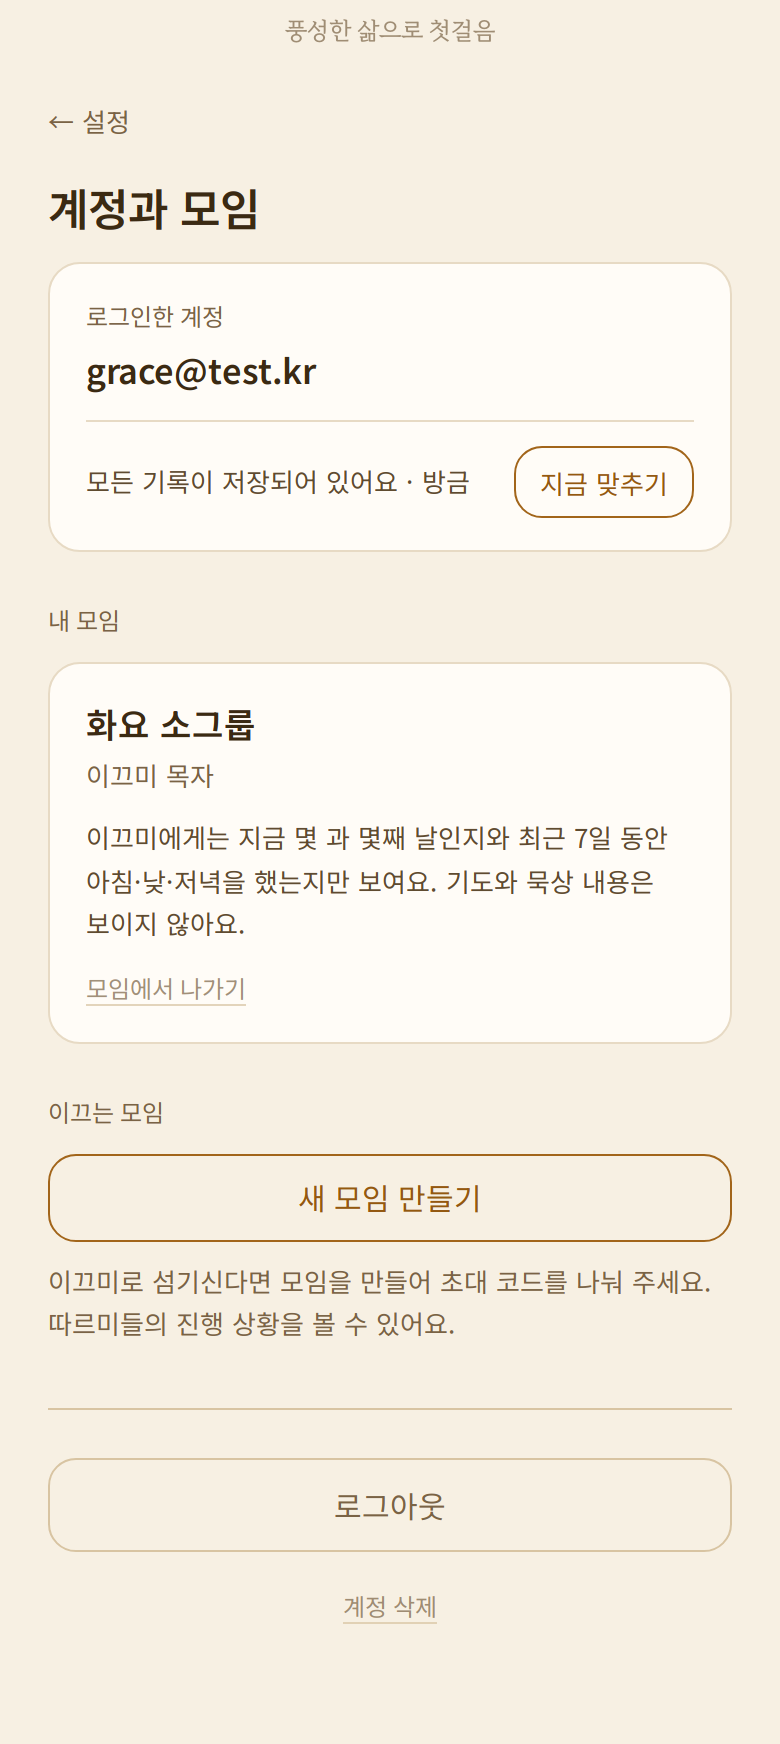 풍성한 삶으로 첫걸음
← 설정
계정과 모임
로그인한 계정
grace@test.kr
모든 기록이 저장되어 있어요 · 방금
지금 맞추기
내 모임
화요 소그룹
이끄미 목자
이끄미에게는 지금 몇 과 몇째 날인지와 최근 7일 동안
아침·낮·저녁을 했는지만 보여요. 기도와 묵상 내용은
보이지 않아요.
모임에서 나가기
이끄는 모임
새 모임 만들기
이끄미로 섬기신다면 모임을 만들어 초대 코드를 나눠 주세요.
따르미들의 진행 상황을 볼 수 있어요.
로그아웃
계정 삭제